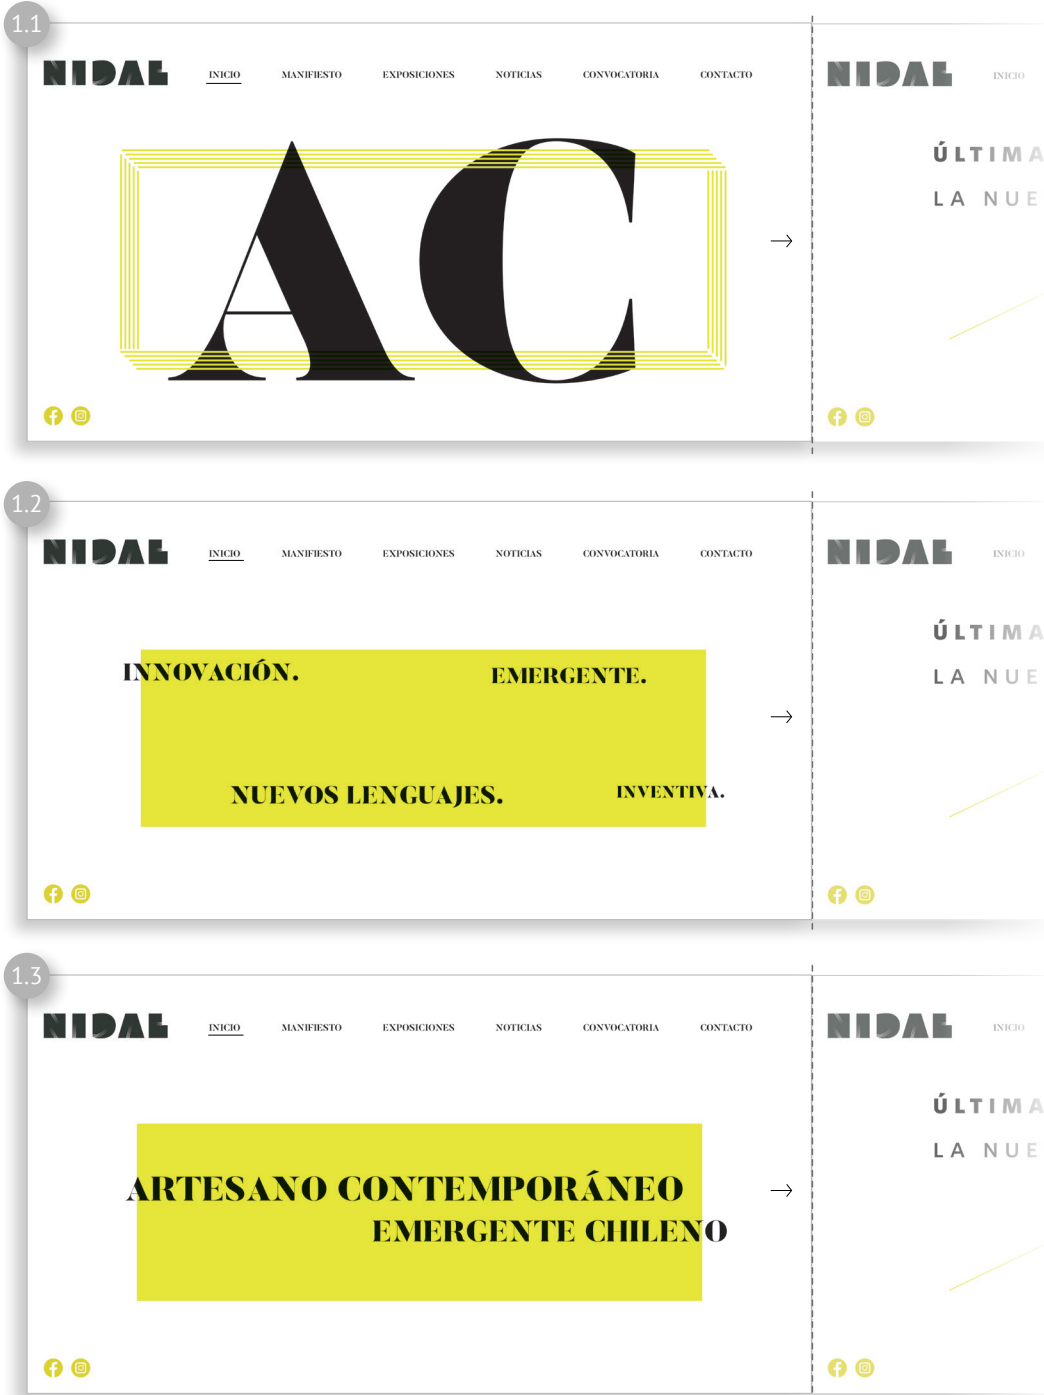 1.1
NIDAL INICIO MANIFIESTO EXPOSICIONES NOTICIAS CONVOCATORIA CONTACTO NIDAL INICIO
AC
ÚLTIMA
LA NUE
1.2
NIDAL INICIO MANIFIESTO EXPOSICIONES NOTICIAS CONVOCATORIA CONTACTO NIDAL INICIO
INNOVACIÓN. EMERGENTE.
NUEVOS LENGUAJES. INVENTIVA.
ÚLTIMA
LA NUE
1.3
NIDAL INICIO MANIFIESTO EXPOSICIONES NOTICIAS CONVOCATORIA CONTACTO NIDAL INICIO
ARTESANO CONTEMPORÁNEO
EMERGENTE CHILENO
ÚLTIMA
LA NUE